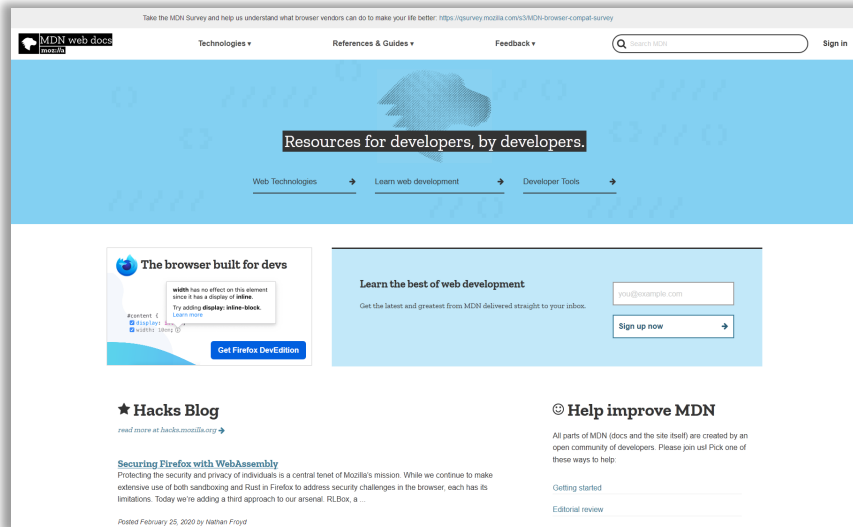 Take the MDN Survey and help us understand what browser vendors can do to make your life better: https://qsurvey.mozilla.com/s3/MDN-browser-compat-survey
MDN web docs
moz://a
Technologies ▾
References & Guides ▾
Feedback ▾
Search MDN
Sign in
Resources for developers, by developers.
Web Technologies →
Learn web development →
Developer Tools →
The browser built for devs
width has no effect on this element
since it has a display of inline.
Try adding display: inline-block.
Learn more
#content {
display:
width:
Get Firefox DevEdition
Learn the best of web development
Get the latest and greatest from MDN delivered straight to your inbox.
you@example.com
Sign up now →
Hacks Blog
read more at hacks.mozilla.org →
Securing Firefox with WebAssembly
Protecting the security and privacy of individuals is a central tenet of Mozilla's mission. While we continue to make
extensive use of both sandboxing and Rust in Firefox to address security challenges in the browser, each has its
limitations. Today we're adding a third approach to our arsenal. RLBox, a ...
Posted February 25, 2020 by Nathan Froyd
Help improve MDN
All parts of MDN (docs and the site itself) are created by an
open community of developers. Please join us! Pick one of
these ways to help:
Getting started
Editorial review